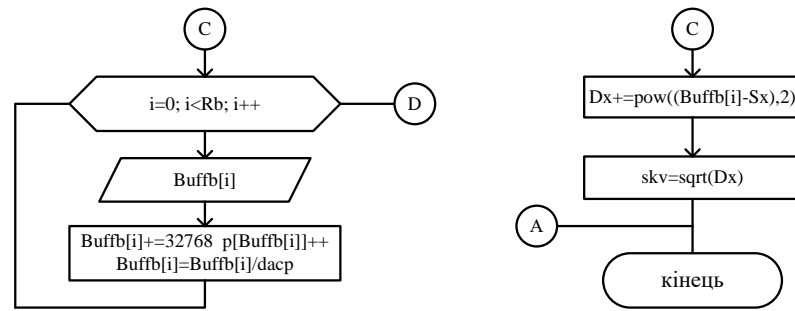 C
i=0; i<Rb; i++
D
Buffb[i]
Buffb[i]+=32768 p[Buffb[i]]++
Buffb[i]=Buffb[i]/dacp
C
Dx+=pow((Buffb[i]-Sx),2)
skv=sqrt(Dx)
A
кінець